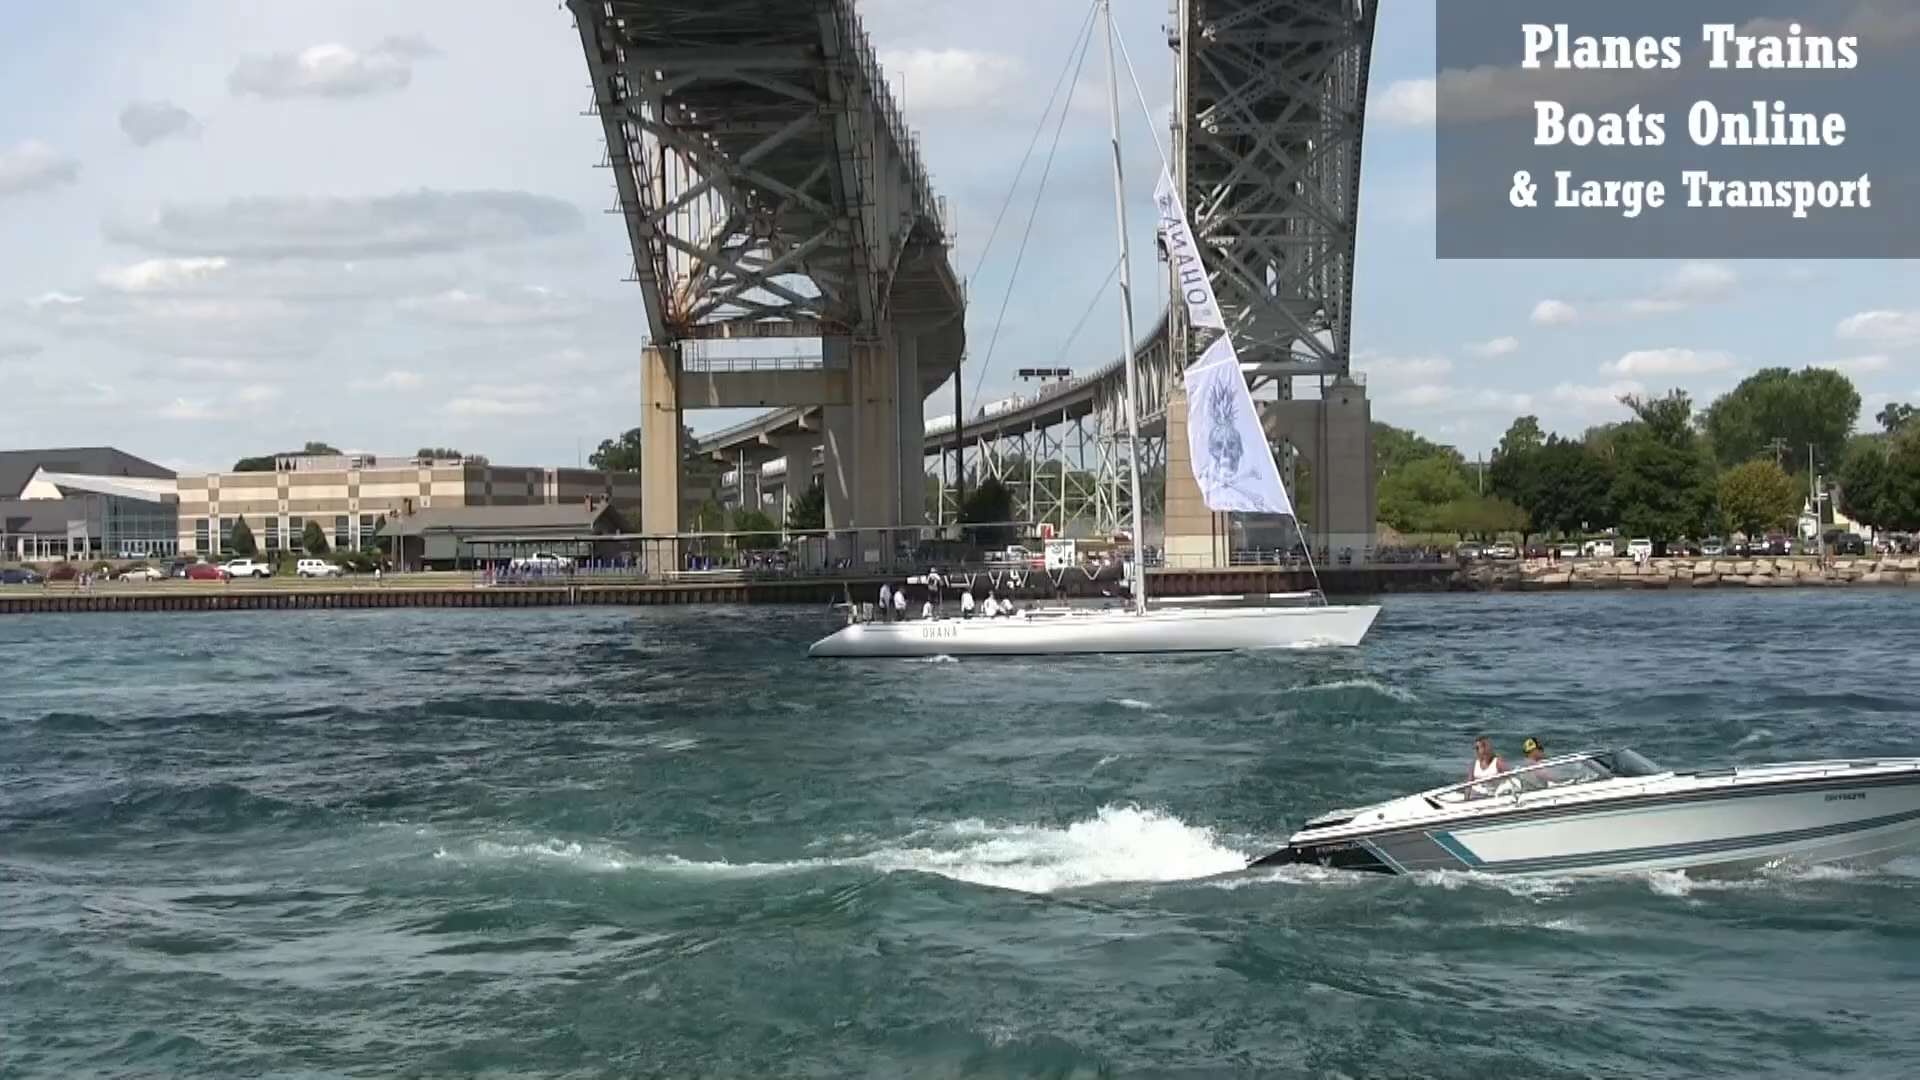 Planes Trains
Boats Online
& Large Transport
OHANA
OHANA